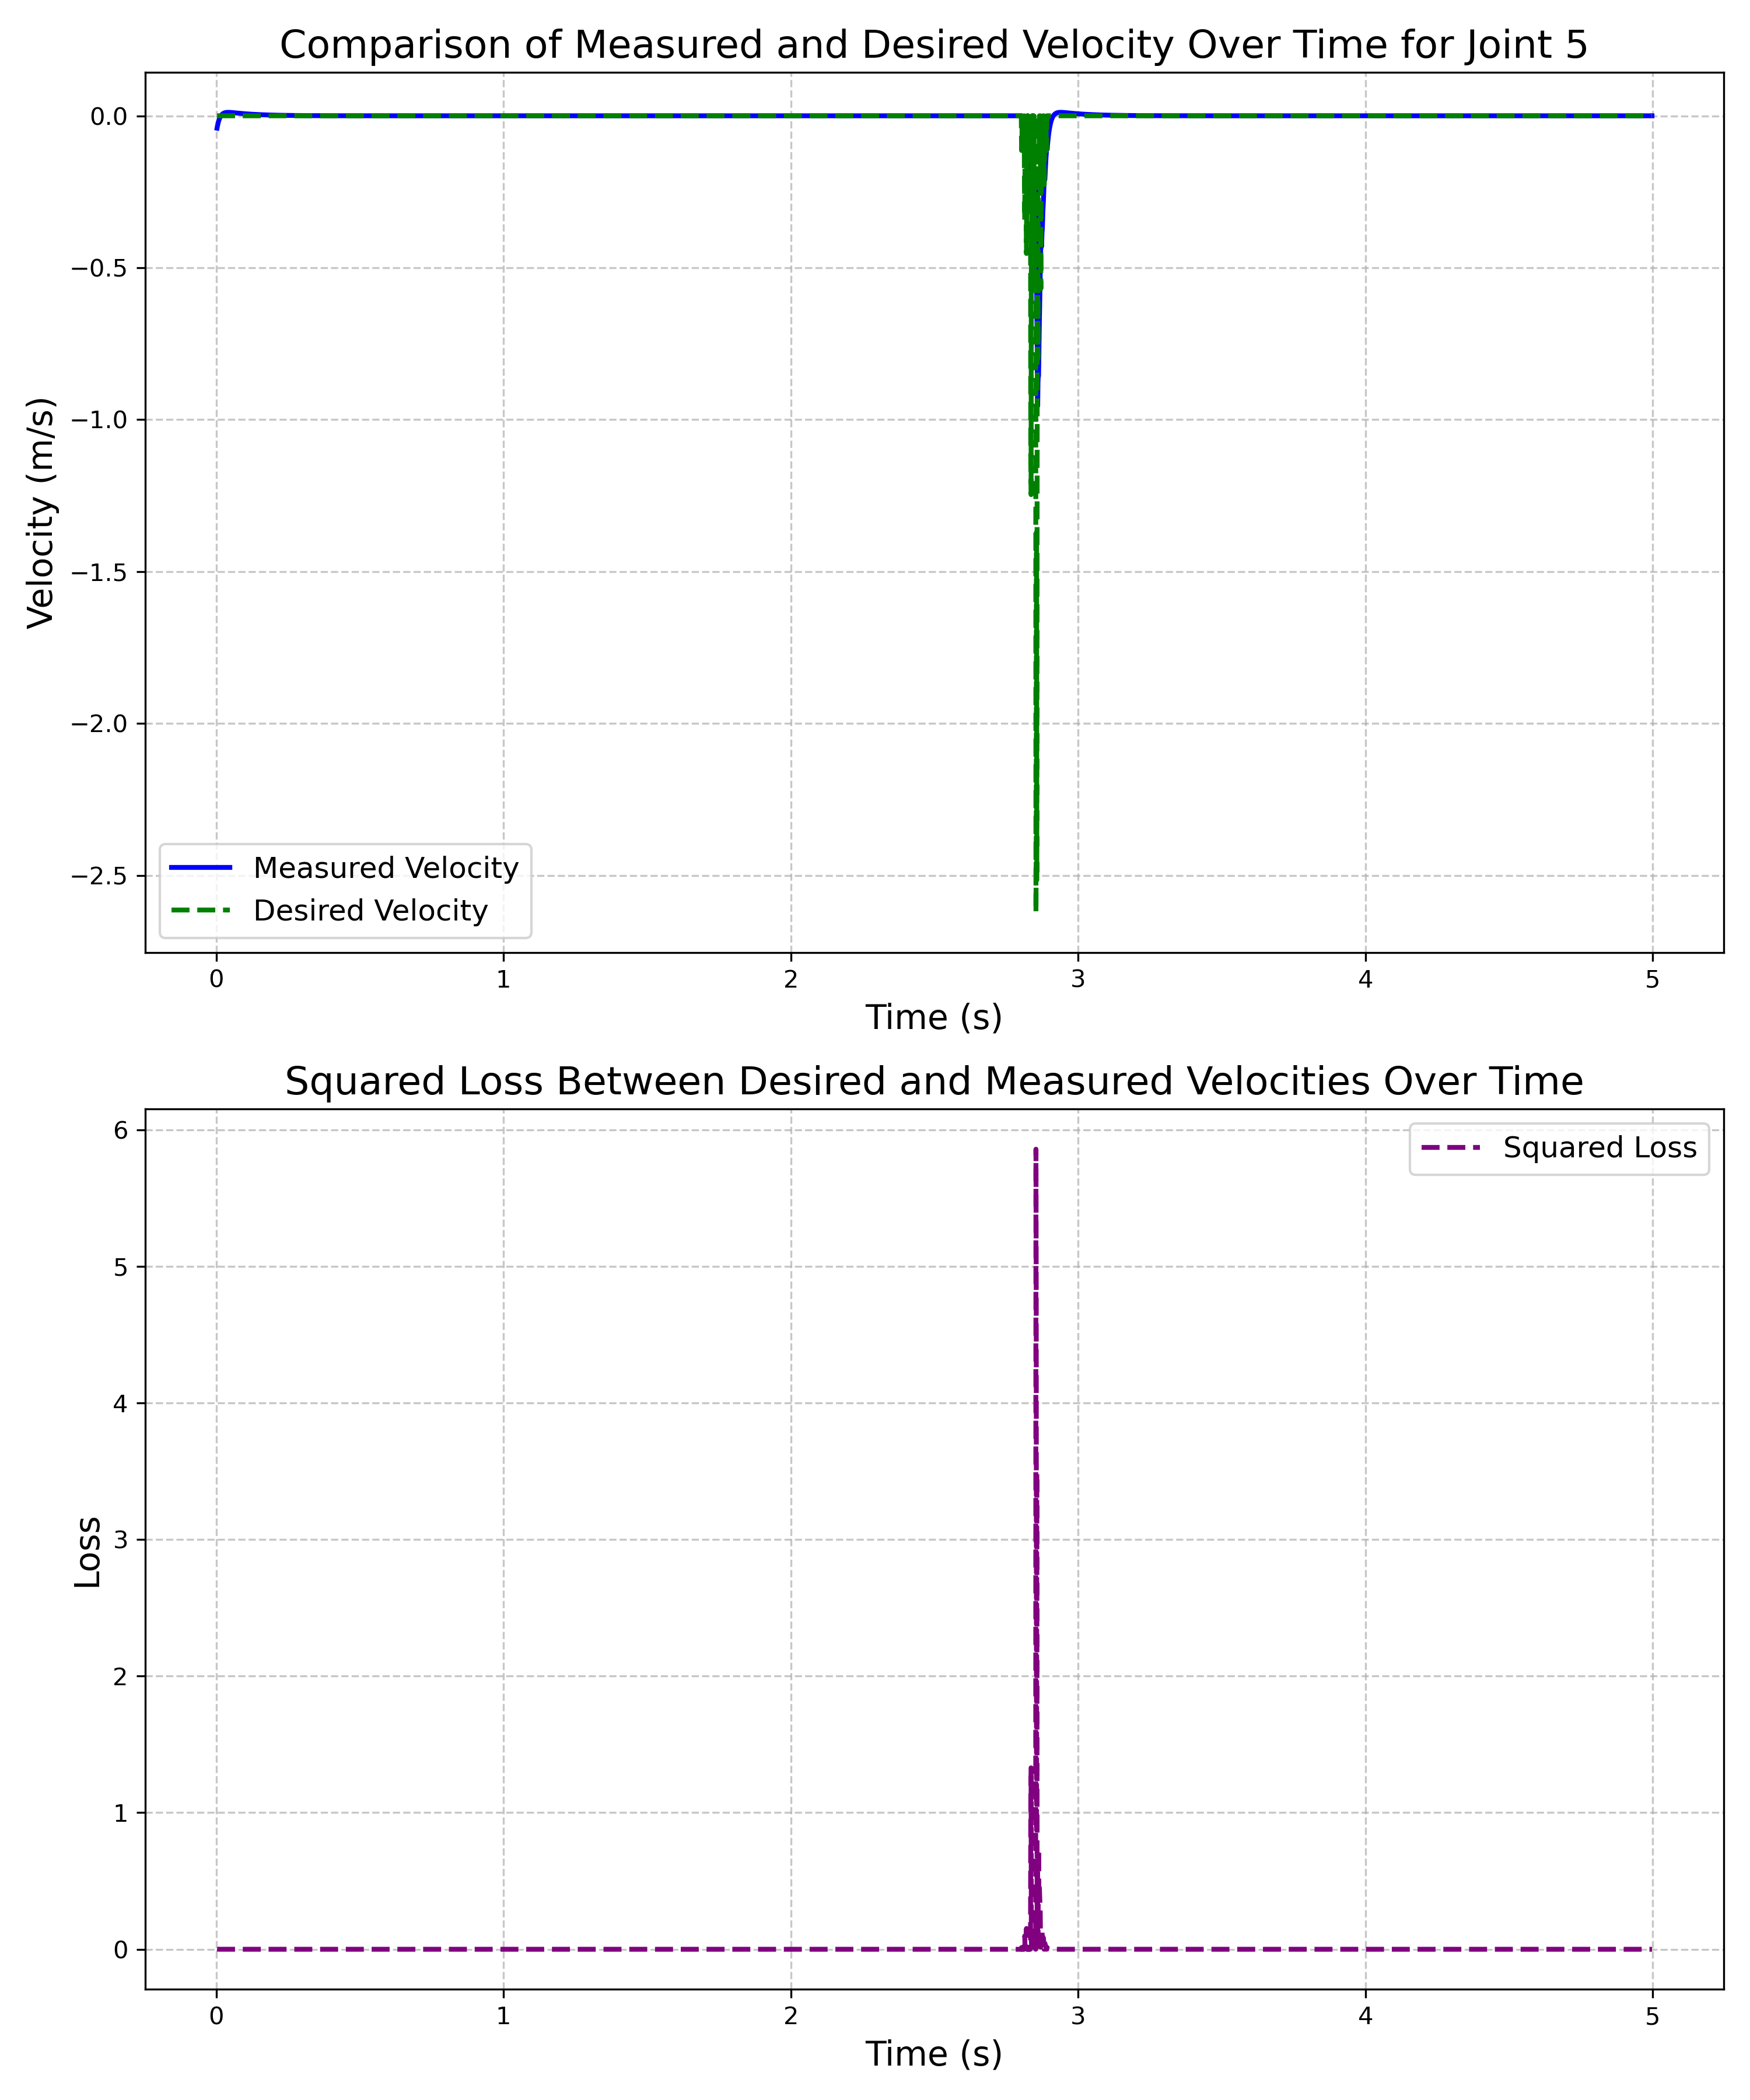 Comparison of Measured and Desired Velocity Over Time for Joint 5
Velocity (m/s)
0.0
−0.5
−1.0
−1.5
−2.0
−2.5
Measured Velocity
Desired Velocity
0 1 2 3 4 5
Time (s)
Squared Loss Between Desired and Measured Velocities Over Time
Loss
6
5
4
3
2
1
0
Squared Loss
0 1 2 3 4 5
Time (s)